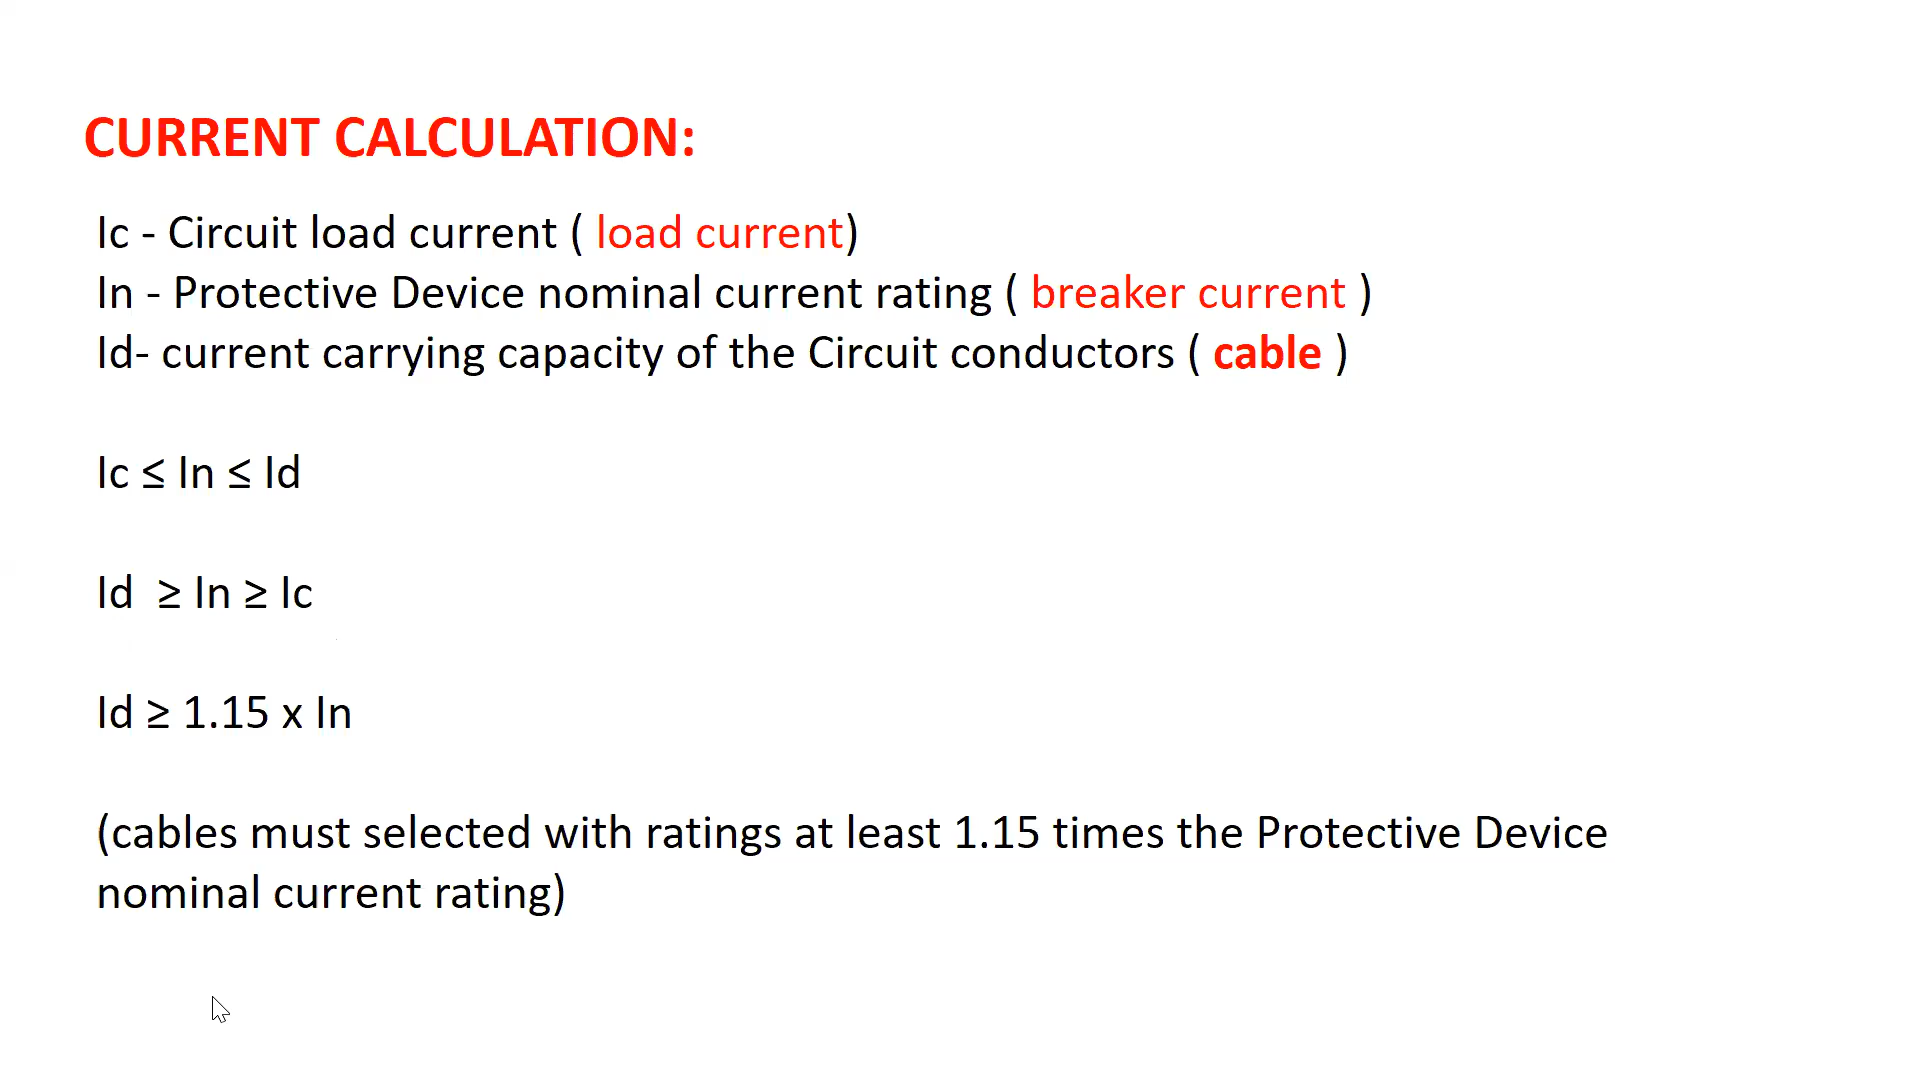 CURRENT CALCULATION:
Ic - Circuit load current ( load current)
In - Protective Device nominal current rating ( breaker current )
Id- current carrying capacity of the Circuit conductors ( cable )
Ic ≤ In ≤ Id
Id ≥ In ≥ Ic
Id ≥ 1.15 x In
(cables must selected with ratings at least 1.15 times the Protective Device
nominal current rating)